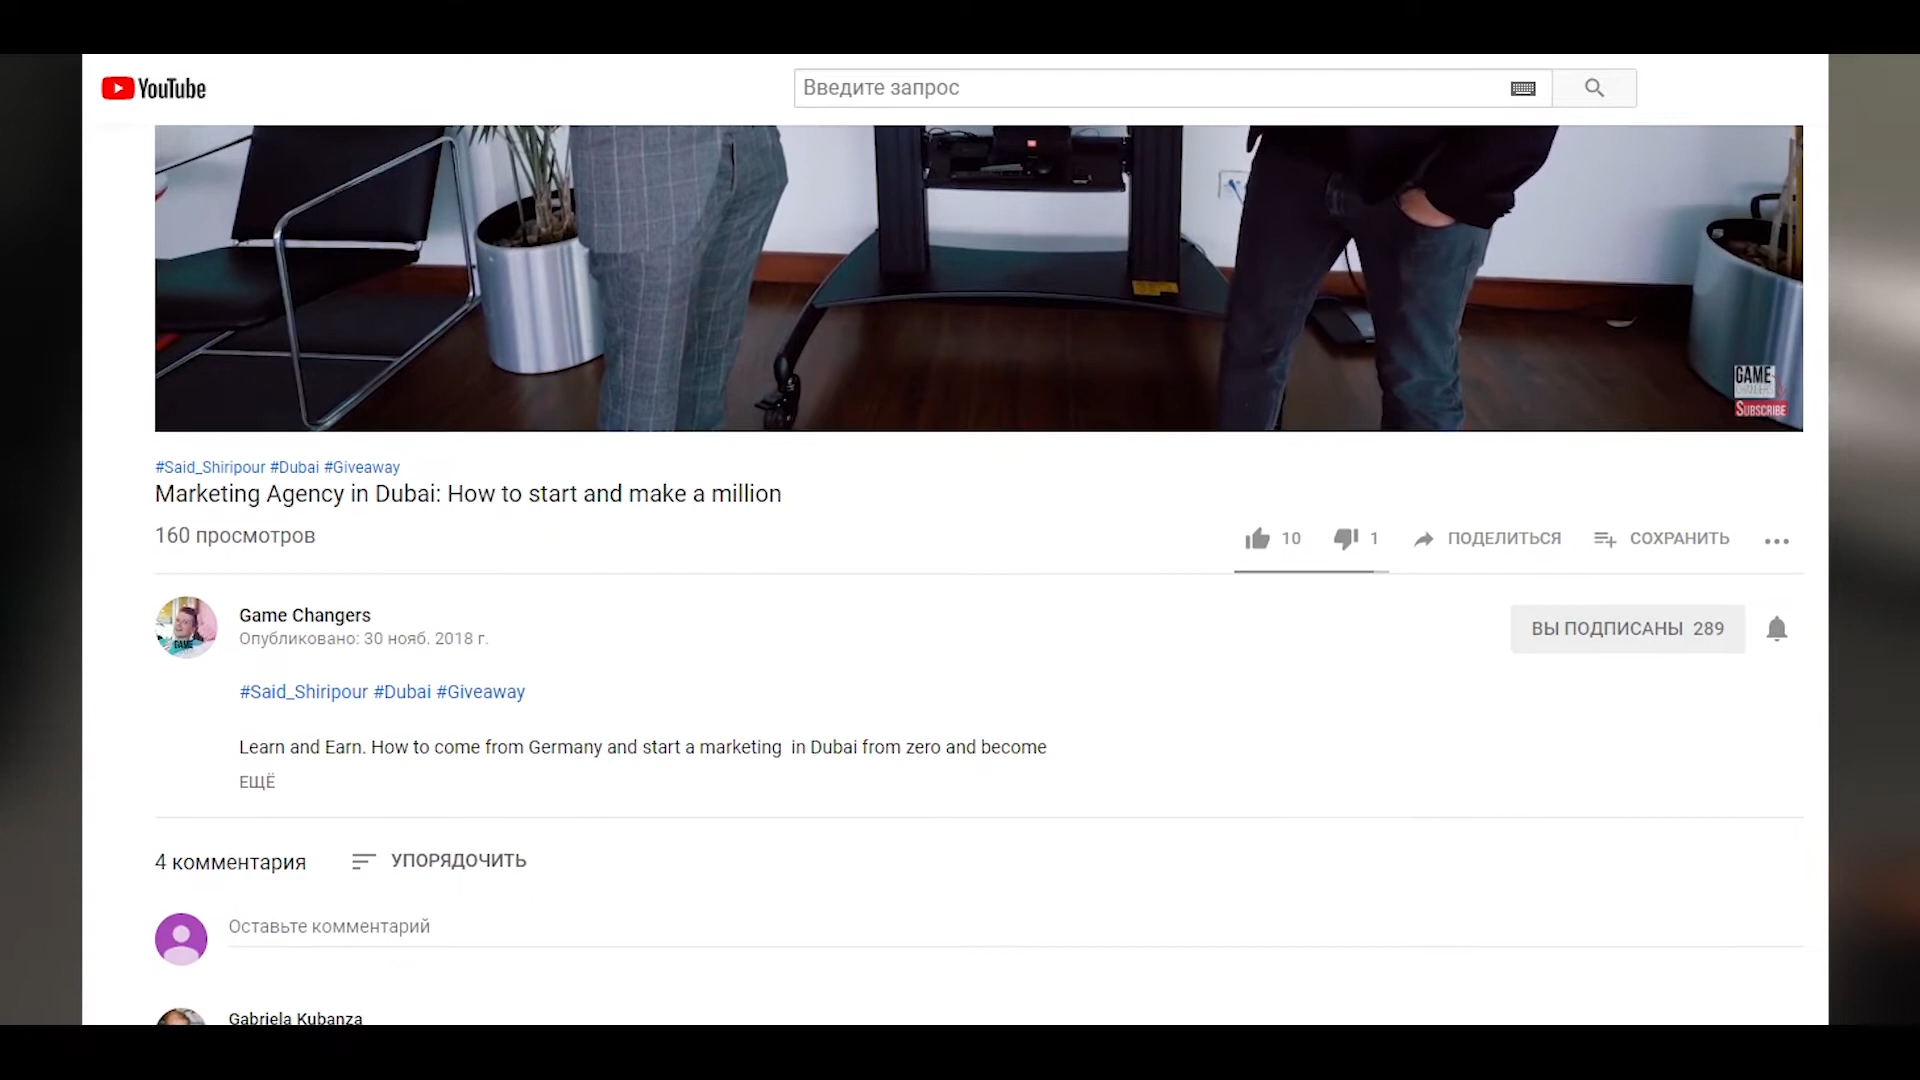 YouTube
Введите запрос
GAME
SUBSCRIBE
#Said_Shiripour #Dubai #Giveaway
Marketing Agency in Dubai: How to start and make a million
160 просмотров
10
1
ПОДЕЛИТЬСЯ
СОХРАНИТЬ
Game Changers
Опубликовано: 30 нояб. 2018 г.
ВЫ ПОДПИСАНЫ 289
#Said_Shiripour #Dubai #Giveaway
Learn and Earn. How to come from Germany and start a marketing  in Dubai from zero and become
ЕЩЁ
4 комментария
УПОРЯДОЧИТЬ
Оставьте комментарий
Gabriela Kubanza